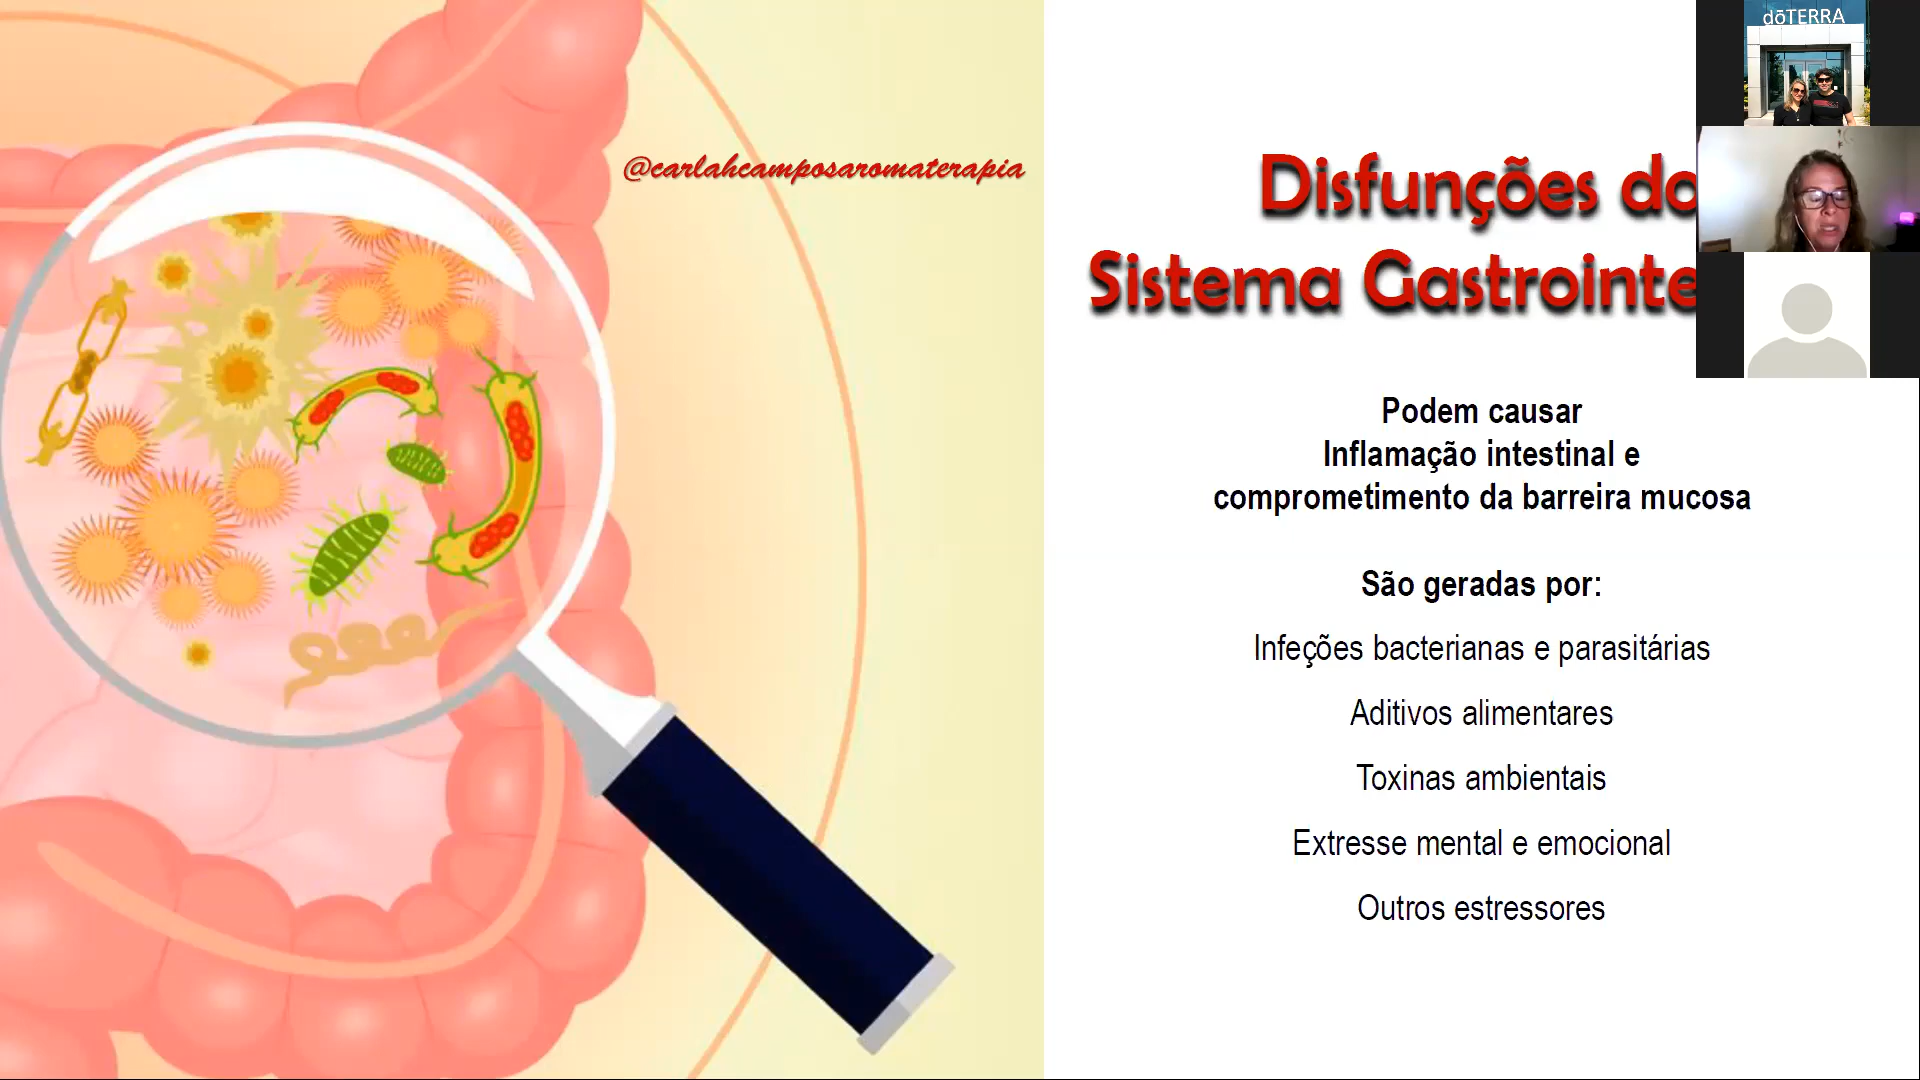 dōTERRA
@carlahcamposaromaterapia
Disfunções do
Sistema Gastrointe
Podem causar
Inflamação intestinal e
comprometimento da barreira mucosa
São geradas por:
Infeções bacterianas e parasitárias
Aditivos alimentares
Toxinas ambientais
Extresse mental e emocional
Outros estressores